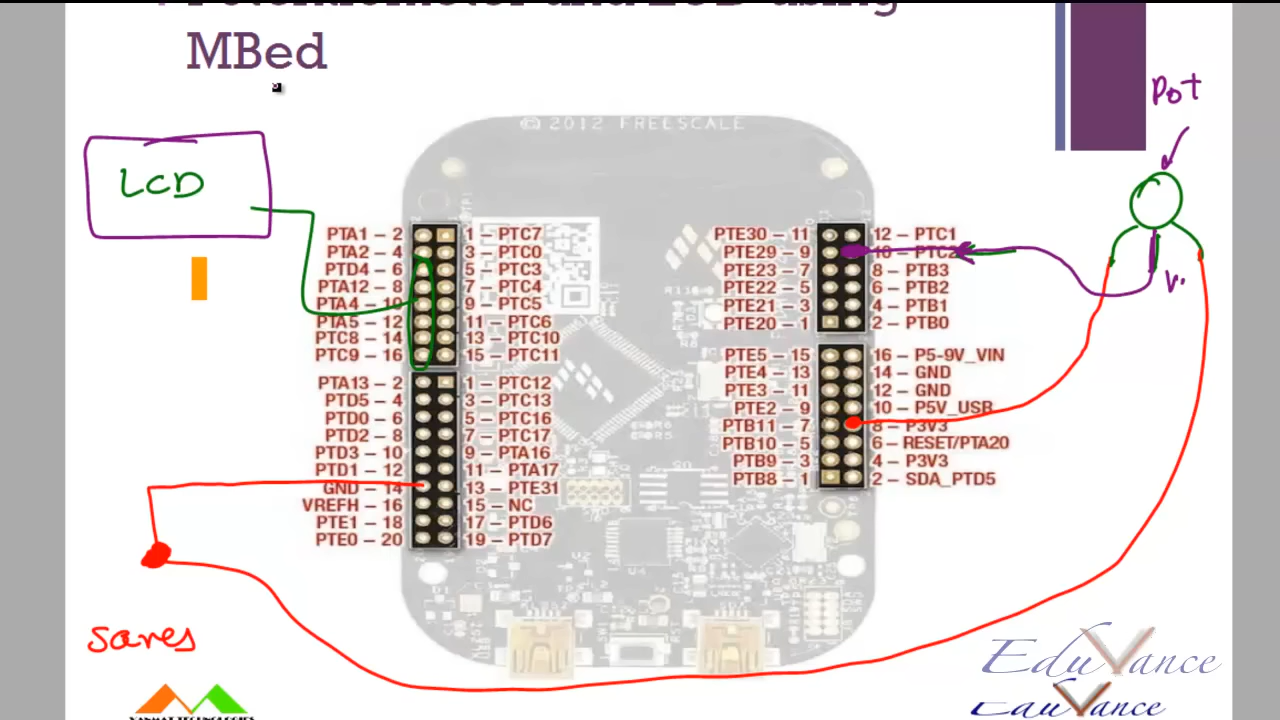 Potentiometer and LCD using
MBed
Pot
LCD
© 2012 FREESCALE
PTA1 – 2 1 – PTC7
PTA2 – 4 3 – PTC0
PTD4 – 6 5 – PTC3
PTA12 – 8 7 – PTC4
PTA4 – 10 9 – PTC5
PTA5 – 12 11 – PTC6
PTC8 – 14 13 – PTC10
PTC9 – 16 15 – PTC11
PTE30 – 11 12 – PTC1
PTE29 – 9 10 – PTC2
PTE23 – 7 8 – PTB3
PTE22 – 5 6 – PTB2
PTE21 – 3 4 – PTB1
PTE20 – 1 2 – PTB0
PTA13 – 2 1 – PTC12
PTD5 – 4 3 – PTC13
PTD0 – 6 5 – PTC16
PTD2 – 8 7 – PTC17
PTD3 – 10 9 – PTA16
PTD1 – 12 11 – PTA17
GND – 14 13 – PTE31
VREFH – 16 15 – NC
PTE1 – 18 17 – PTD6
PTE0 – 20 19 – PTD7
PTE5 – 15 16 – P5-9V_VIN
PTE4 – 13 14 – GND
PTE3 – 11 12 – GND
PTE2 – 9 10 – P5V_USB
PTB11 – 7 8 – P3V3
PTB10 – 5 6 – RESET/PTA20
PTB9 – 3 4 – P3V3
PTB8 – 1 2 – SDA_PTD5
EduVance
EduVance